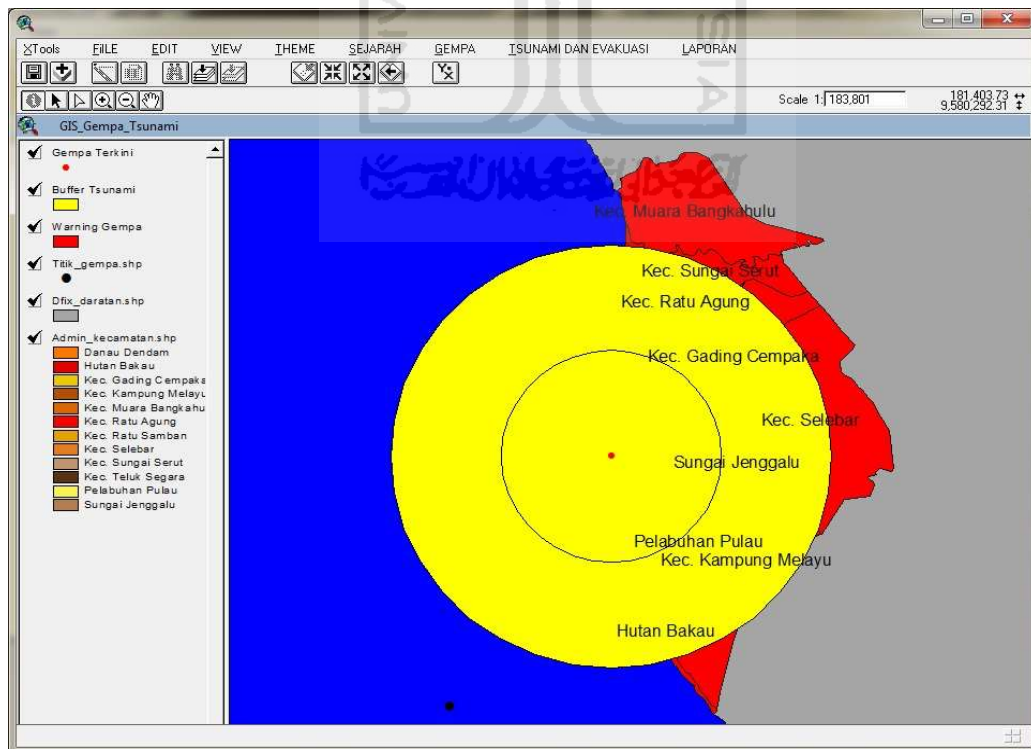 XTools FiILE EDIT VIEW THEME SEJARAH GEMPA TSUNAMI DAN EVAKUASI LAPORAN
Scale 1: 183,801
181,403.73
9,580,292.31
GIS_Gempa_Tsunami
Gempa Terkini
Buffer Tsunami
Warning Gempa
Titik_gempa.shp
Dfix_daratan.shp
Admin_kecamatan.shp
Danau Dendam
Hutan Bakau
Kec. Gading Cempaka
Kec. Kampung Melayu
Kec. Muara Bangkahu
Kec. Ratu Agung
Kec. Ratu Samban
Kec. Selebar
Kec. Sungai Serut
Kec. Teluk Segara
Pelabuhan Pulau
Sungai Jenggalu
Kec. Muara Bangkahulu
Kec. Sungai Serut
Kec. Ratu Agung
Kec. Gading Cempaka
Kec. Selebar
Sungai Jenggalu
Pelabuhan Pulau
Kec. Kampung Melayu
Hutan Bakau